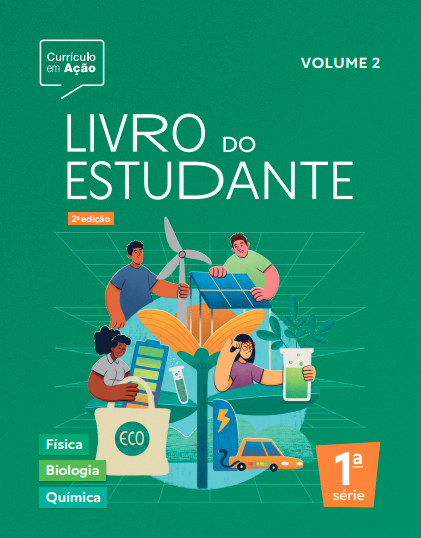 Currículo
em Ação
VOLUME 2
LIVRO DO
ESTUDANTE
2ª edição
ECO
Física
Biologia
Química
1ª
série